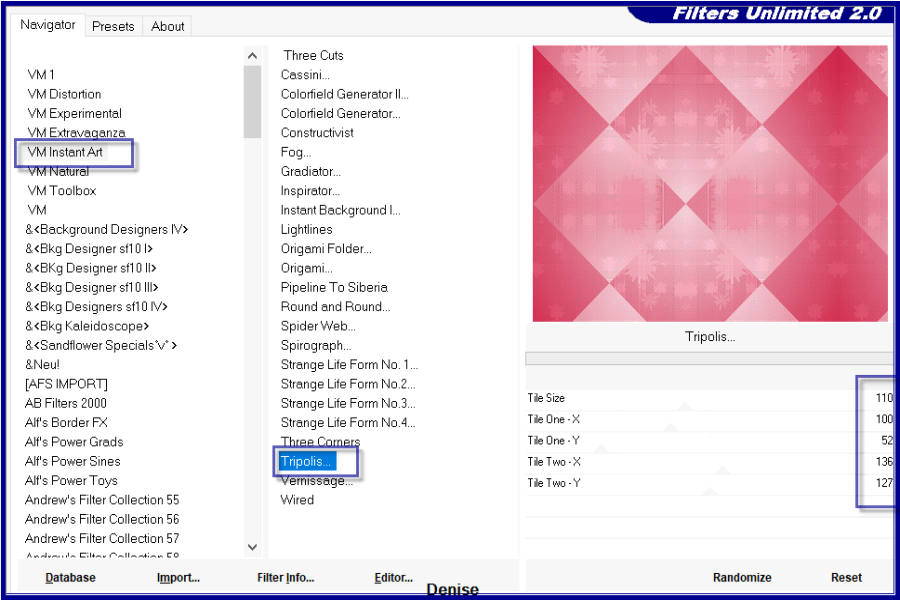 Filters Unlimited 2.0
Navigator Presets About
VM 1
VM Distortion
VM Experimental
VM Extravaganza
VM Instant Art
VM Natural
VM Toolbox
VM
&<Background Designers IV>
&<Bkg Designer sf10 I>
&<BKg Designer sf10 II>
&<Bkg Designer sf10 III>
&<Bkg Designers sf10 IV>
&<Bkg Kaleidoscope>
&<Sandflower Specials°v° >
&Neu!
[AFS IMPORT]
AB Filters 2000
Alf's Border FX
Alf's Power Grads
Alf's Power Sines
Alf's Power Toys
Andrew's Filter Collection 55
Andrew's Filter Collection 56
Andrew's Filter Collection 57
Andrew's Filter Collection 58
Three Cuts
Cassini...
Colorfield Generator II...
Colorfield Generator...
Constructivist
Fog...
Gradiator...
Inspirator...
Instant Background I...
Lightlines
Origami Folder...
Origami...
Pipeline To Siberia
Round and Round...
Spider Web...
Spirograph...
Strange Life Form No. 1...
Strange Life Form No.2...
Strange Life Form No.3...
Strange Life Form No.4...
Three Corners
Tripolis...
Vernissage...
Wired
Tripolis...
Tile Size 110
Tile One - X 100
Tile One - Y 52
Tile Two - X 136
Tile Two - Y 127
Database Import... Filter Info... Editor... Randomize Reset
Denise